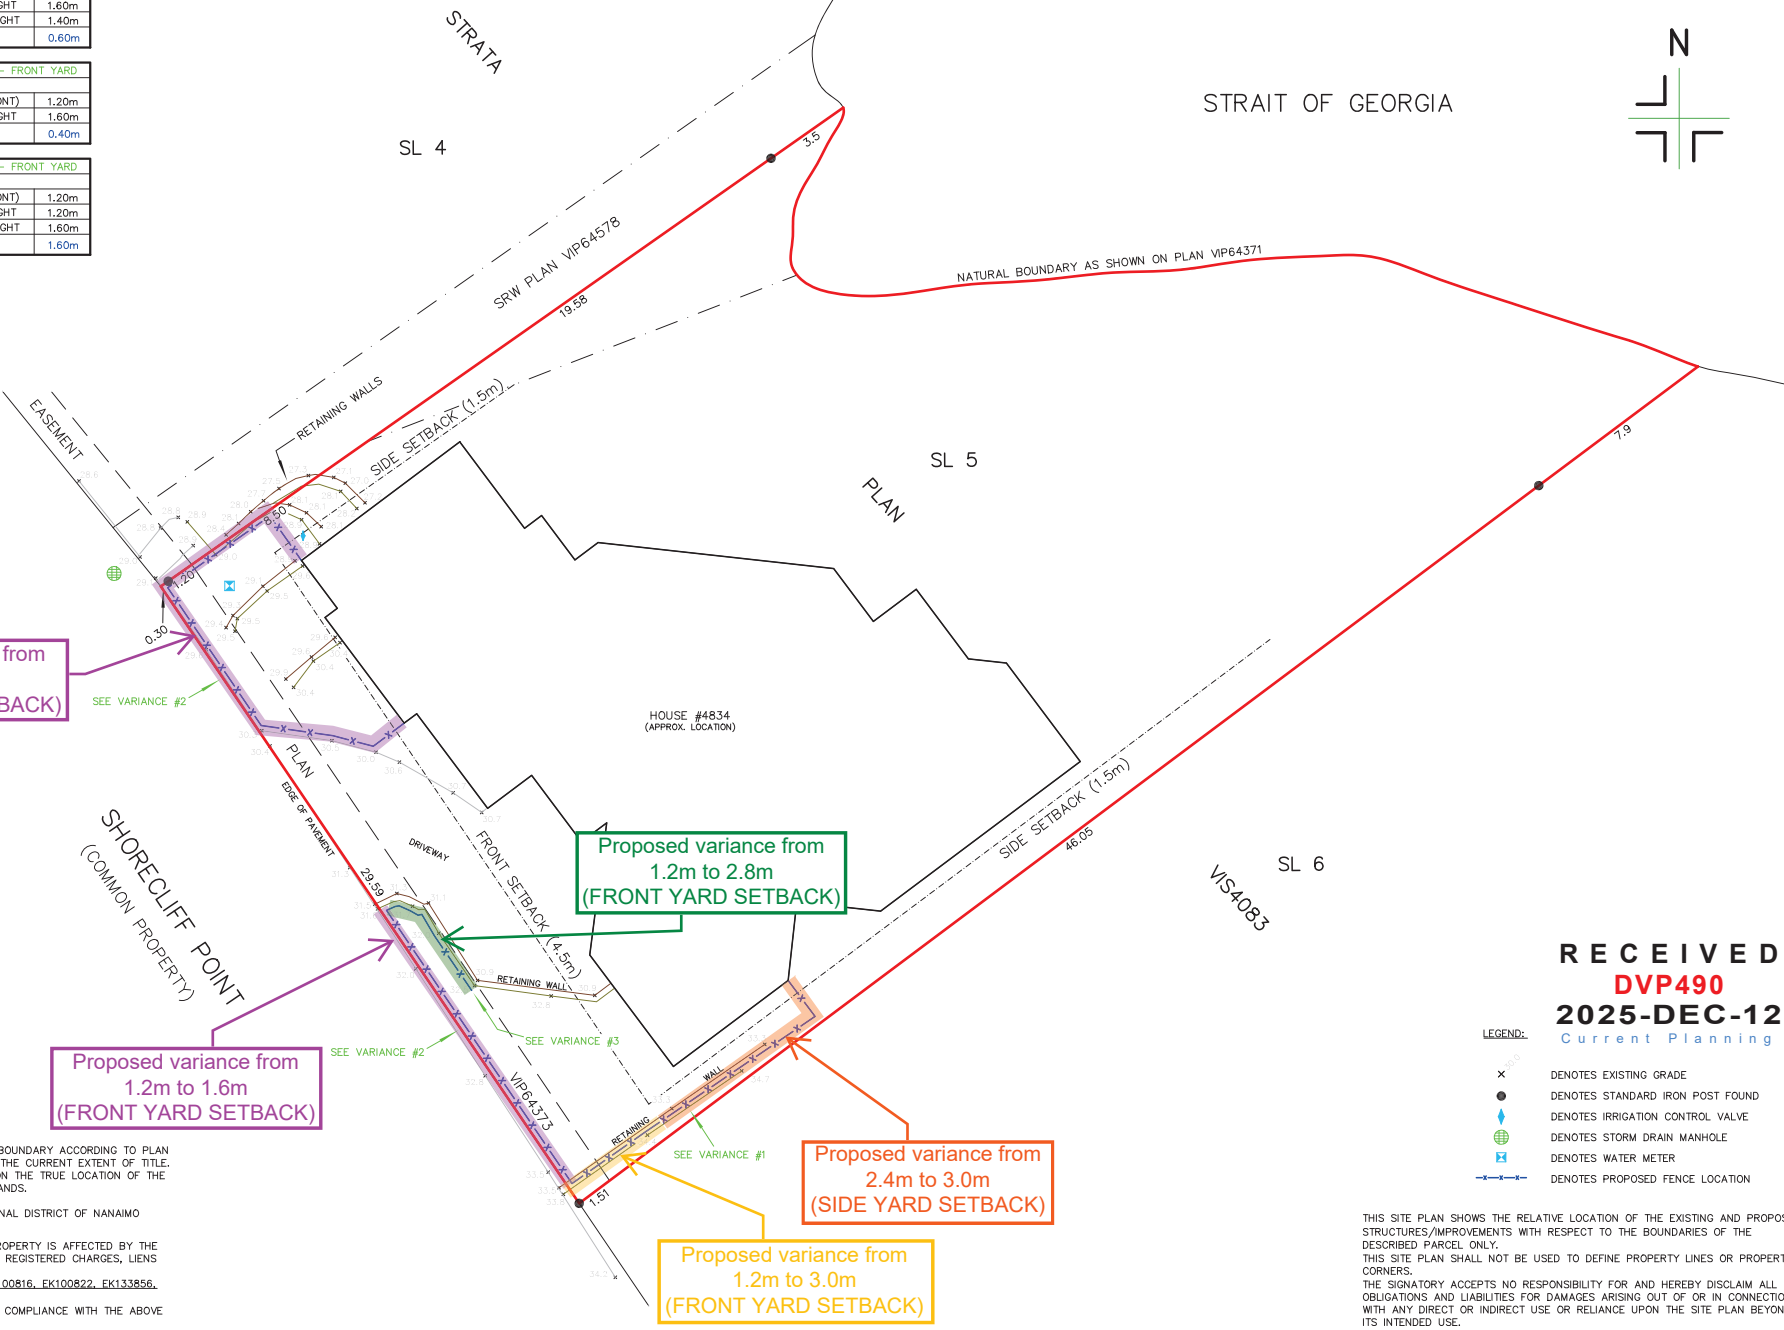 GHT 1.60m
GHT 1.40m
0.60m
- FRONT YARD
ONT) 1.20m
GHT 1.60m
0.40m
- FRONT YARD
ONT) 1.20m
GHT 1.20m
GHT 1.60m
1.60m
STRATA
SL 4
STRAIT OF GEORGIA
N
3.5
SRW PLAN VIP64578
19.58
NATURAL BOUNDARY AS SHOWN ON PLAN VIP64371
EASEMENT
RETAINING WALLS
SIDE SETBACK (1.5m)
SL 5
PLAN
7.9
8.50
1.20
0.30
from
BACK)
SEE VARIANCE #2
HOUSE #4834
(APPROX. LOCATION)
PLAN
EDGE OF PAVEMENT
DRIVEWAY
FRONT SETBACK (4.5m)
29.59
SHORECLIFF POINT
(COMMON PROPERTY)
Proposed variance from
1.2m to 2.8m
(FRONT YARD SETBACK)
SIDE SETBACK (1.5m)
46.05
SL 6
VIS4083
RETAINING WALL
SEE VARIANCE #3
SEE VARIANCE #2
Proposed variance from
1.2m to 1.6m
(FRONT YARD SETBACK)
VIP64373
RETAINING WALL
SEE VARIANCE #1
1.51
Proposed variance from
2.4m to 3.0m
(SIDE YARD SETBACK)
Proposed variance from
1.2m to 3.0m
(FRONT YARD SETBACK)
RECEIVED
DVP490
2025-DEC-12
Current Planning
LEGEND:
DENOTES EXISTING GRADE
DENOTES STANDARD IRON POST FOUND
DENOTES IRRIGATION CONTROL VALVE
DENOTES STORM DRAIN MANHOLE
DENOTES WATER METER
DENOTES PROPOSED FENCE LOCATION
THIS SITE PLAN SHOWS THE RELATIVE LOCATION OF THE EXISTING AND PROPOS
STRUCTURES/IMPROVEMENTS WITH RESPECT TO THE BOUNDARIES OF THE
DESCRIBED PARCEL ONLY.
THIS SITE PLAN SHALL NOT BE USED TO DEFINE PROPERTY LINES OR PROPERT
CORNERS.
THE SIGNATORY ACCEPTS NO RESPONSIBILITY FOR AND HEREBY DISCLAIM ALL
OBLIGATIONS AND LIABILITIES FOR DAMAGES ARISING OUT OF OR IN CONNECTIO
WITH ANY DIRECT OR INDIRECT USE OR RELIANCE UPON THE SITE PLAN BEYON
ITS INTENDED USE.
BOUNDARY ACCORDING TO PLAN
THE CURRENT EXTENT OF TITLE.
ON THE TRUE LOCATION OF THE
ANDS.
NAL DISTRICT OF NANAIMO
OPERTY IS AFFECTED BY THE
REGISTERED CHARGES, LIENS
00816, EK100822, EK133856,
COMPLIANCE WITH THE ABOVE